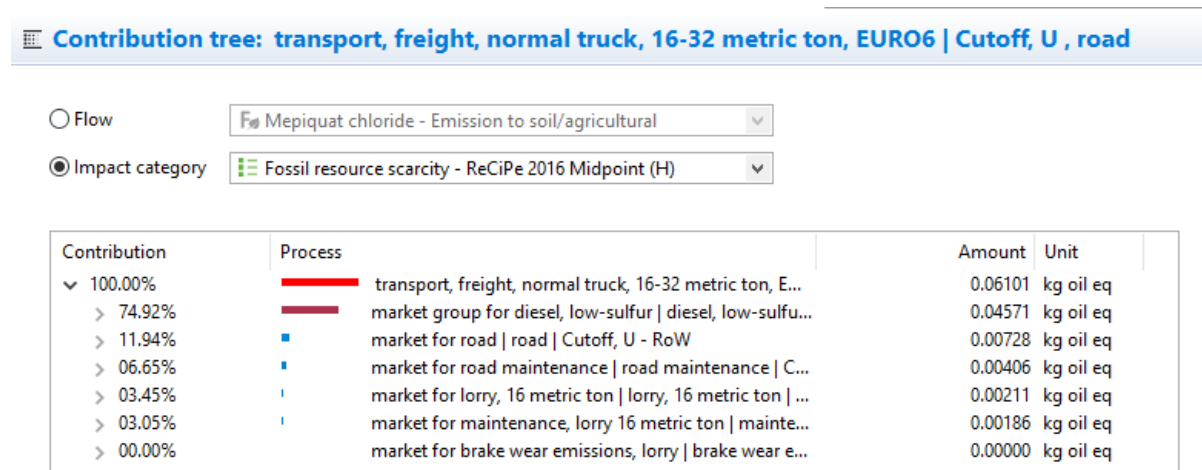 Contribution tree: transport, freight, normal truck, 16-32 metric ton, EURO6 | Cutoff, U , road
Flow Mepiquat chloride - Emission to soil/agricultural
Impact category Fossil resource scarcity - ReCiPe 2016 Midpoint (H)
Contribution Process Amount Unit
100.00% transport, freight, normal truck, 16-32 metric ton, E... 0.06101 kg oil eq
74.92% market group for diesel, low-sulfur | diesel, low-sulfu... 0.04571 kg oil eq
11.94% market for road | road | Cutoff, U - RoW 0.00728 kg oil eq
06.65% market for road maintenance | road maintenance | C... 0.00406 kg oil eq
03.45% market for lorry, 16 metric ton | lorry, 16 metric ton | ... 0.00211 kg oil eq
03.05% market for maintenance, lorry 16 metric ton | mainte... 0.00186 kg oil eq
00.00% market for brake wear emissions, lorry | brake wear e... 0.00000 kg oil eq